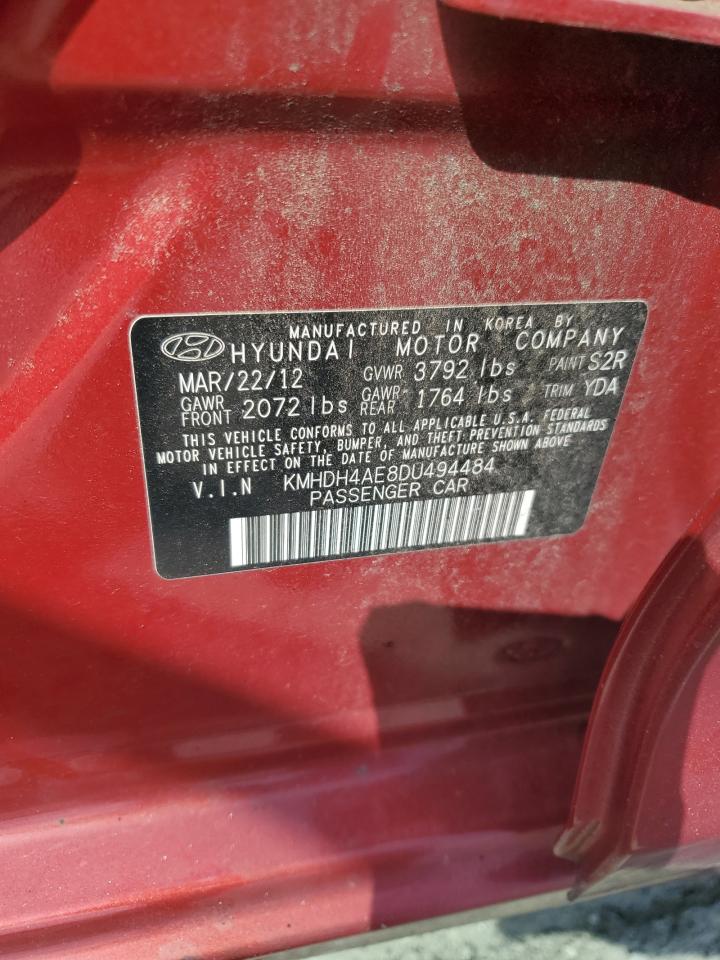 MANUFACTURED IN KOREA BY
HYUNDAI MOTOR COMPANY
MAR/22/12 GVWR 3792 lbs PAINT S2R
GAWR FRONT 2072 lbs GAWR REAR 1764 lbs TRIM YDA
THIS VEHICLE CONFORMS TO ALL APPLICABLE U.S.A. FEDERAL
MOTOR VEHICLE SAFETY, BUMPER, AND THEFT PREVENTION STANDARDS
IN EFFECT ON THE DATE OF MANUFACTURE SHOWN ABOVE
V.I.N KMHDH4AE8DU494484
PASSENGER CAR